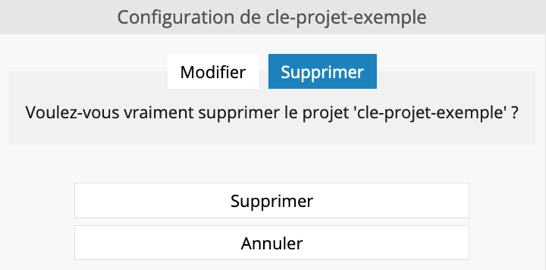 Configuration de cle-projet-exemple
Modifier Supprimer
Voulez-vous vraiment supprimer le projet 'cle-projet-exemple' ?
Supprimer
Annuler